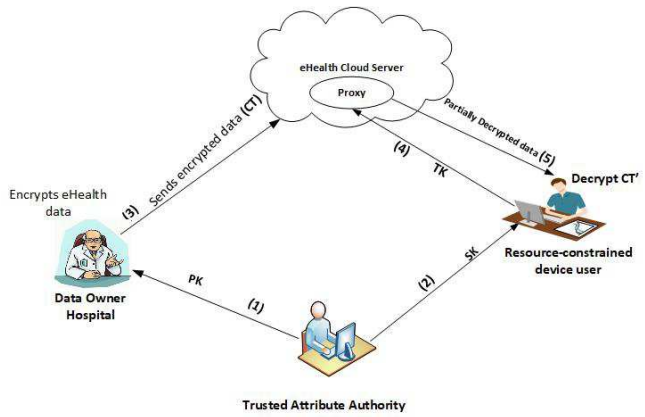 eHealth Cloud Server
Proxy
Partially Decrypted data (5)
Sends encrypted data (CT)
(3)
(4)
TK
Decrypt CT'
Encrypts eHealth
data
Resource-constrained
device user
Data Owner
Hospital
PK
(1)
(2)
SK
Trusted Attribute Authority